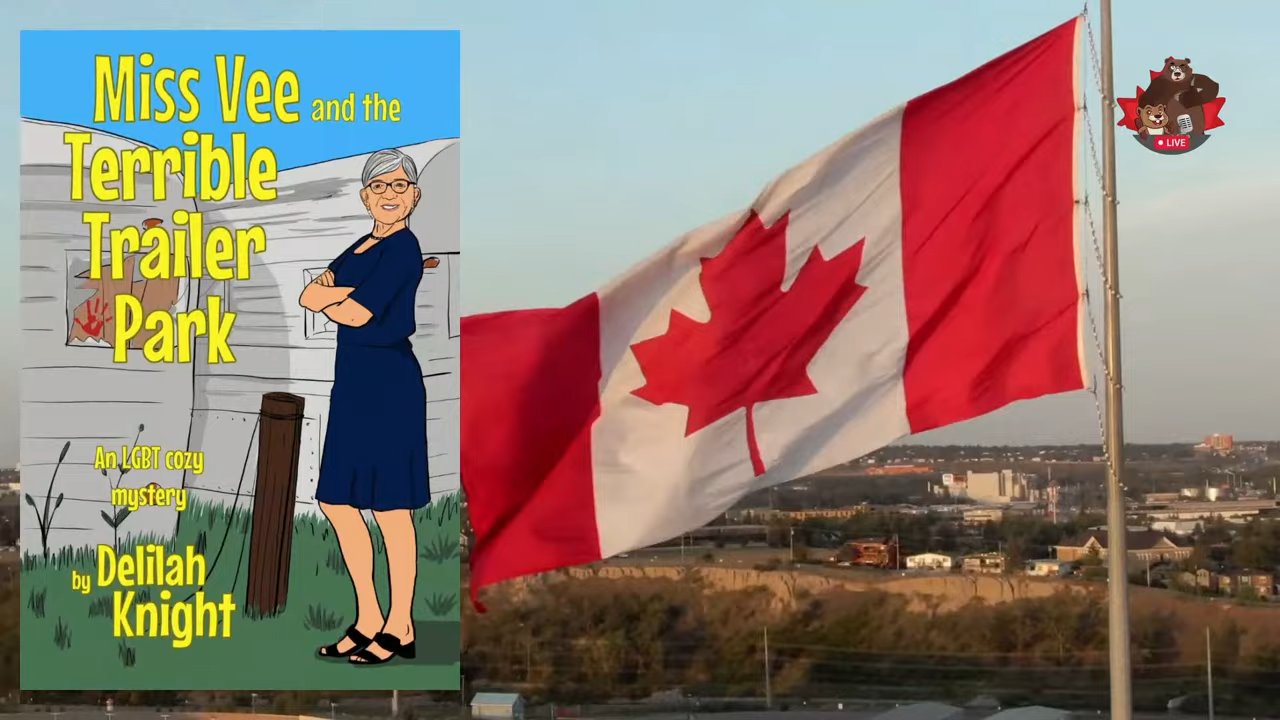 Miss Vee and the
Terrible
Trailer
Park
An LGBT cozy
mystery
by Delilah
Knight
LIVE